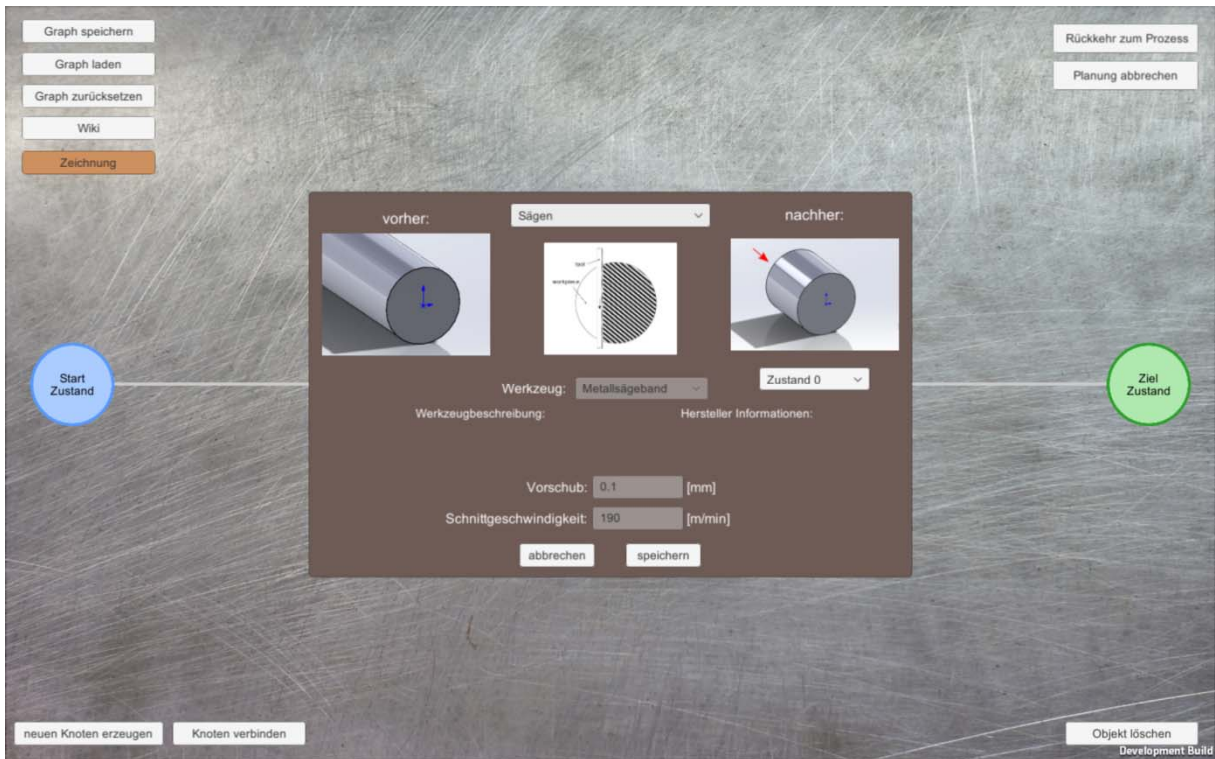 Graph speichern
Graph laden
Graph zurücksetzen
Wiki
Zeichnung
Rückkehr zum Prozess
Planung abbrechen
vorher:
Sägen
nachher:
tool
workpiece
Start
Zustand
Ziel
Zustand
Werkzeug: Metallsägeband
Zustand 0
Werkzeugbeschreibung:
Hersteller Informationen:
Vorschub: 0.1 [mm]
Schnittgeschwindigkeit: 190 [m/min]
abbrechen
speichern
neuen Knoten erzeugen
Knoten verbinden
Objekt löschen
Development Build